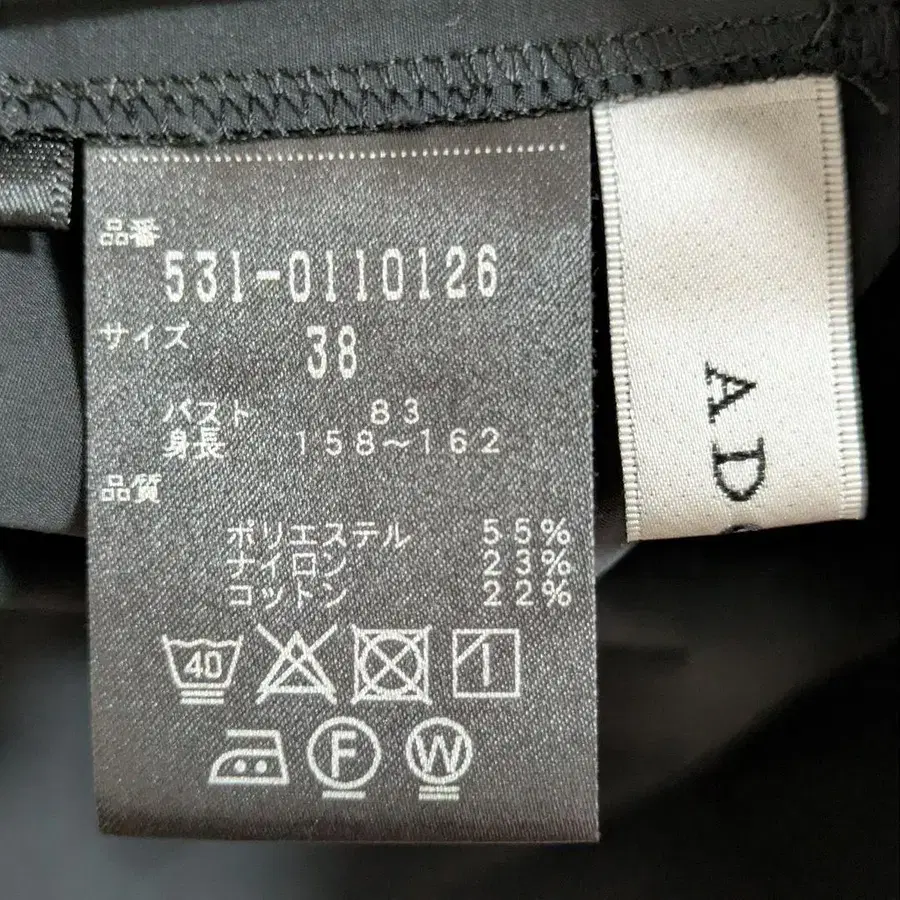 品番
531-0110126
サイズ
38
バスト 83
身長 158~162
品質
ポリエステル 55%
ナイロン 23%
コットン 22%
40
F
W
AD